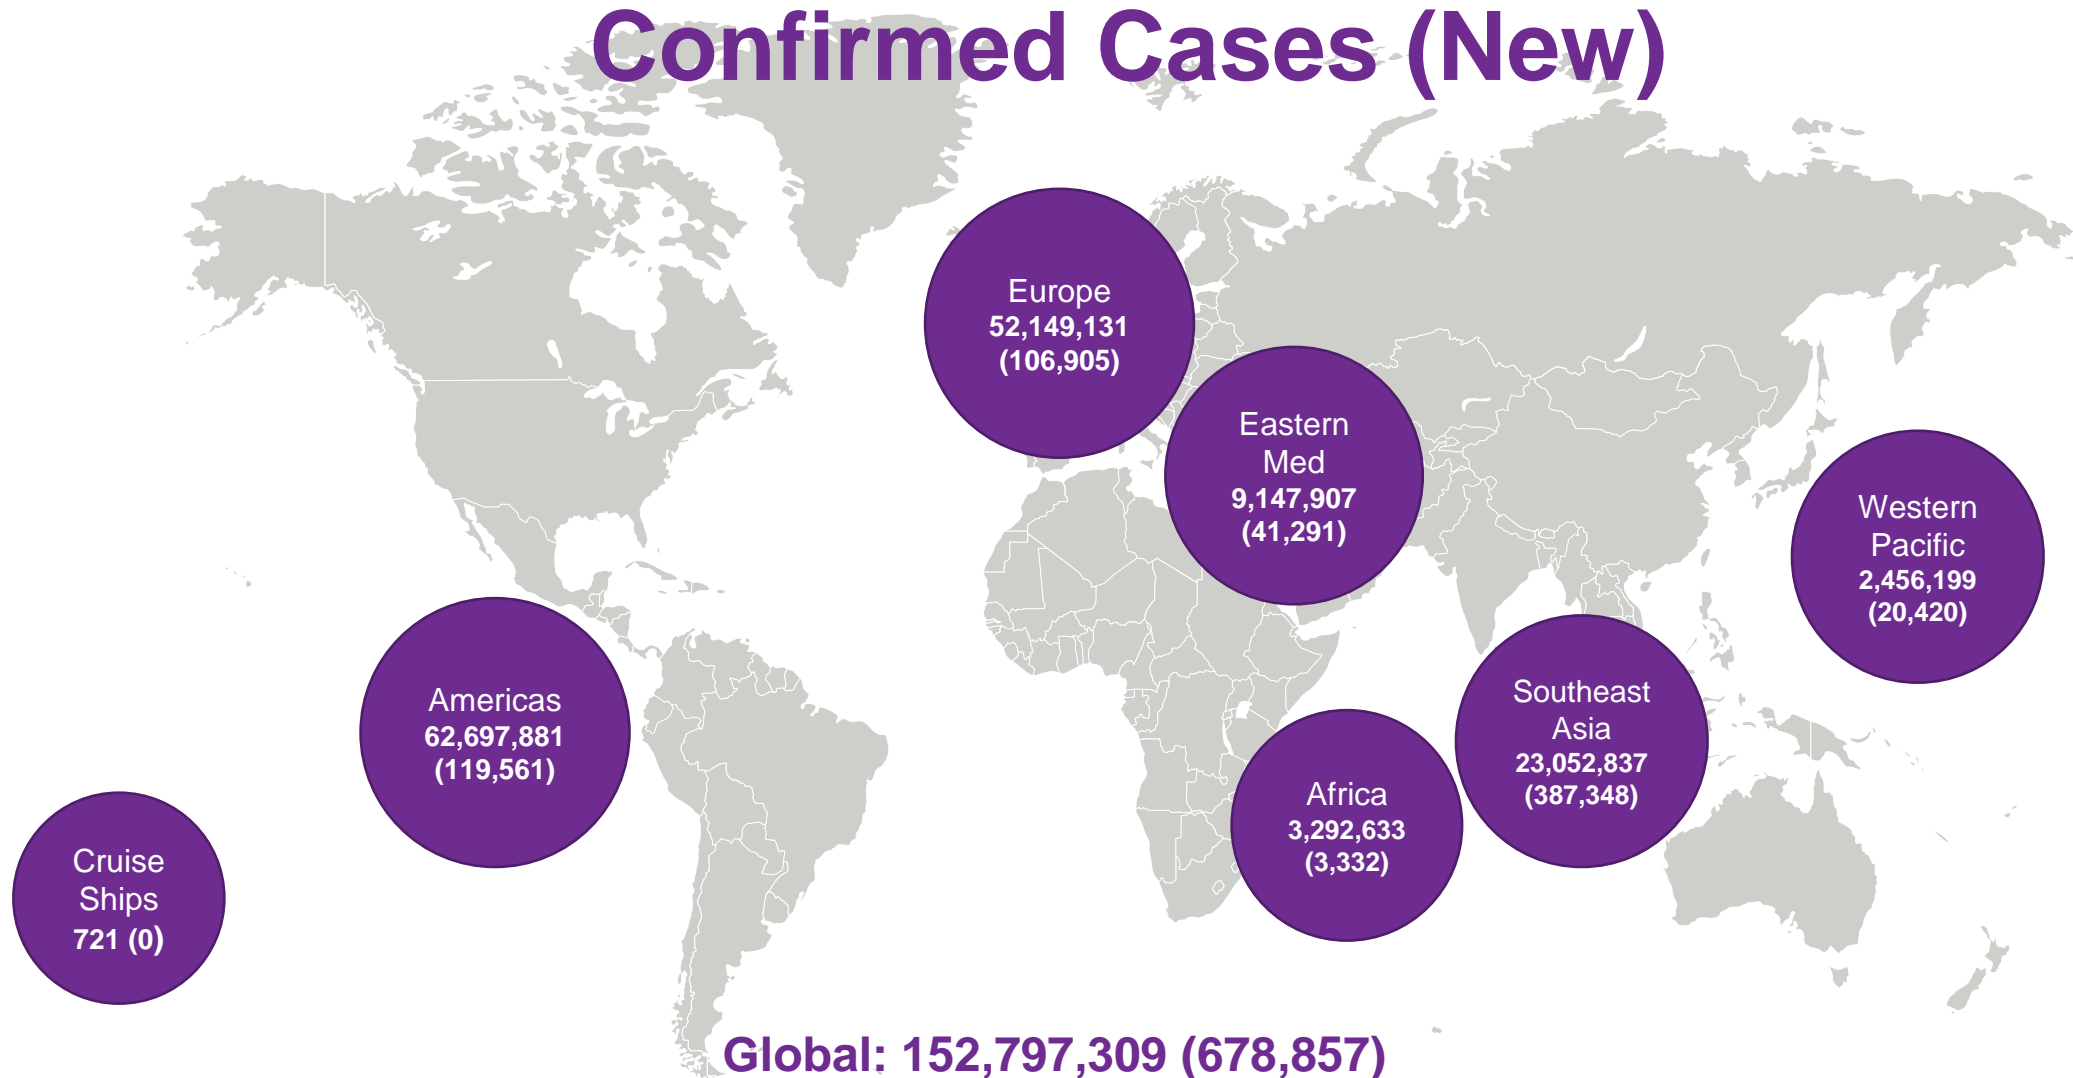 Confirmed Cases (New)
Europe
52,149,131
(106,905)
Eastern
Med
9,147,907
(41,291)
Western
Pacific
2,456,199
(20,420)
Americas
62,697,881
(119,561)
Southeast
Asia
23,052,837
(387,348)
Africa
3,292,633
(3,332)
Cruise
Ships
721 (0)
Global: 152,797,309 (678,857)